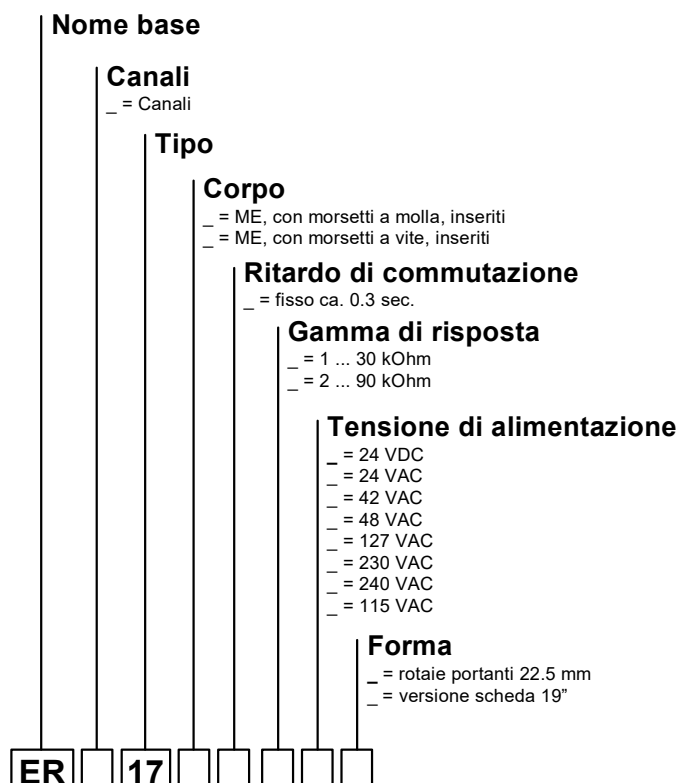 Nome base
Canali
_ = Canali
Tipo
Corpo
_ = ME, con morsetti a molla, inseriti
_ = ME, con morsetti a vite, inseriti
Ritardo di commutazione
_ = fisso ca. 0.3 sec.
Gamma di risposta
_ = 1 ... 30 kOhm
_ = 2 ... 90 kOhm
Tensione di alimentazione
_ = 24 VDC
_ = 24 VAC
_ = 42 VAC
_ = 48 VAC
_ = 127 VAC
_ = 230 VAC
_ = 240 VAC
_ = 115 VAC
Forma
_ = rotaie portanti 22.5 mm
_ = versione scheda 19”
ER 17